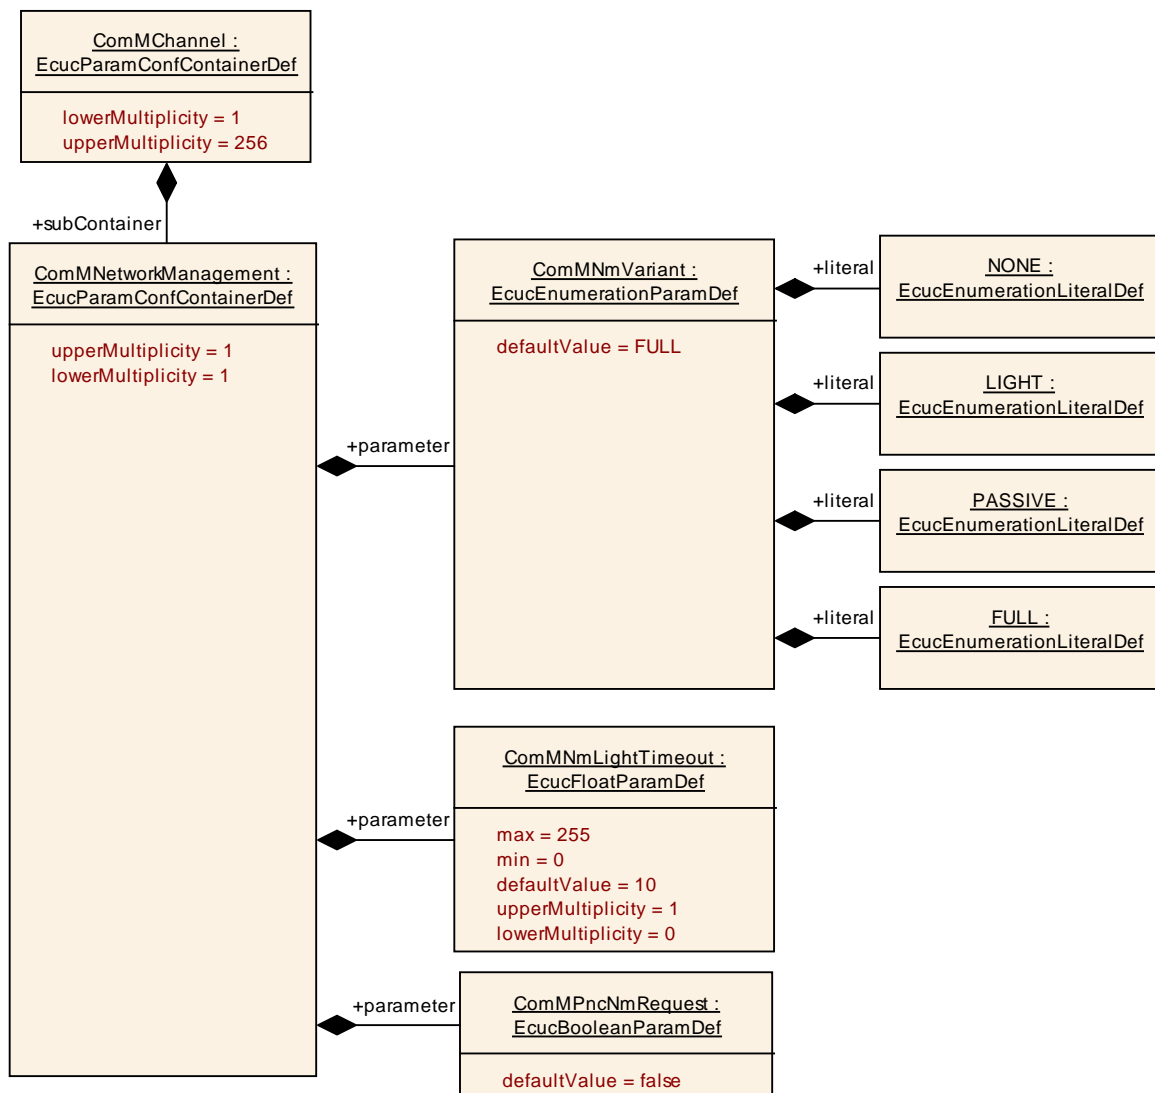 ComMChannel :
EcucParamConfContainerDef
lowerMultiplicity = 1
upperMultiplicity = 256
+subContainer
ComMNetworkManagement :
EcucParamConfContainerDef
upperMultiplicity = 1
lowerMultiplicity = 1
+parameter
ComMNmVariant :
EcucEnumerationParamDef
defaultValue = FULL
+literal
NONE :
EcucEnumerationLiteralDef
+literal
LIGHT :
EcucEnumerationLiteralDef
+literal
PASSIVE :
EcucEnumerationLiteralDef
+literal
FULL :
EcucEnumerationLiteralDef
+parameter
ComMNmLightTimeout :
EcucFloatParamDef
max = 255
min = 0
defaultValue = 10
upperMultiplicity = 1
lowerMultiplicity = 0
+parameter
ComMPncNmRequest :
EcucBooleanParamDef
defaultValue = false